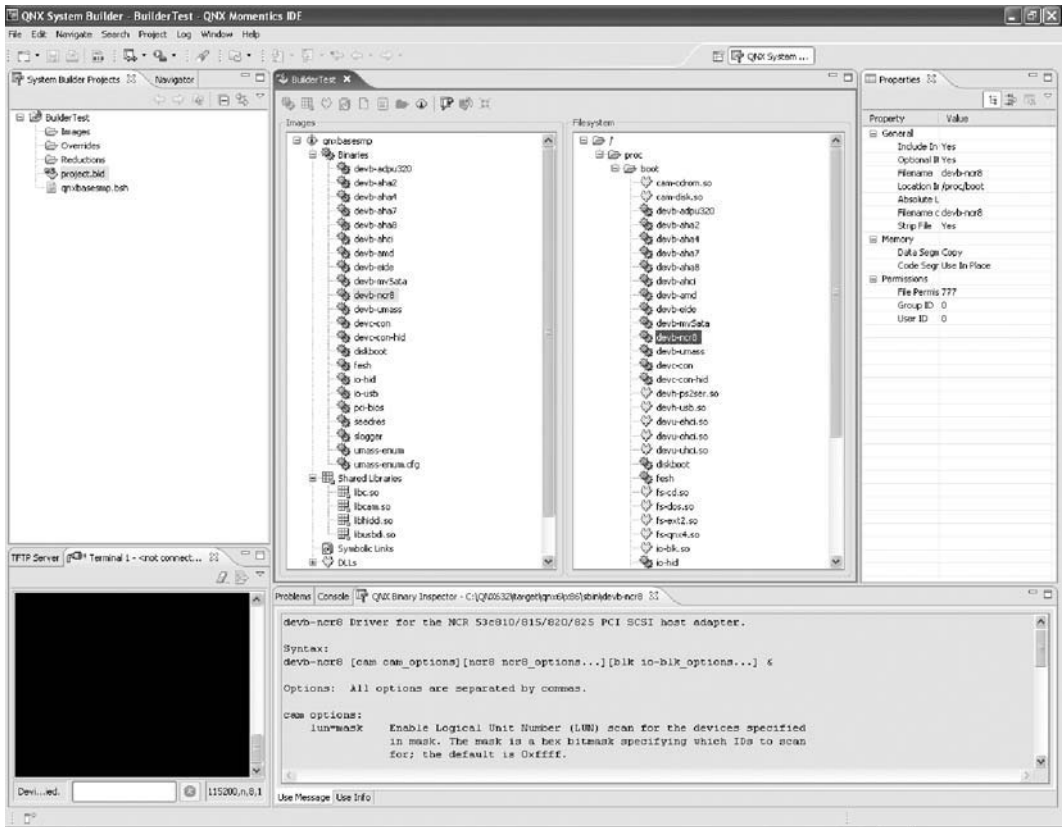 QNX System Builder - BuilderTest - QNX Momentics IDE
File Edit Navigate Search Project Log Window Help
QNX System ...
System Builder Projects
Navigator
BuilderTest
Images
Overrides
Reductions
project.bld
qnxbasesmp.bsh
BuilderTest
Images
qnxbasesmp
Binaries
devb-adpu320
devb-aha2
devb-aha4
devb-aha7
devb-aha8
devb-ahci
devb-amd
devb-eide
devb-mvSata
devb-ncr8
devb-umass
devc-con
devc-con-hid
diskboot
fesh
io-hid
io-usb
pci-bios
seedres
slogger
umass-enum
umass-enum.cfg
Shared Libraries
libc.so
libcam.so
libhiddi.so
libusbdi.so
Symbolic Links
DLLs
Filesystem
/
proc
boot
cam-cdrom.so
cam-disk.so
devb-adpu320
devb-aha2
devb-aha4
devb-aha7
devb-aha8
devb-ahci
devb-amd
devb-eide
devb-mvSata
devb-ncr8
devb-umass
devc-con
devc-con-hid
devh-ps2ser.so
devh-usb.so
devu-ehci.so
devu-ohci.so
devu-uhci.so
diskboot
fesh
fs-cd.so
fs-dos.so
fs-ext2.so
fs-qnx4.so
io-blk.so
io-hid
Properties
Property Value
General
Include In Yes
Optional It Yes
Filename devb-ncr8
Location In /proc/boot
Absolute L
Filename c devb-ncr8
Strip File Yes
Memory
Data Segn Copy
Code Segr Use In Place
Permissions
File Permis 777
Group ID 0
User ID 0
TFTP Server
Terminal 1 - <not connect...
Devi...ied.
115200,n,8,1
Problems Console QNX Binary Inspector - C:\QNX632\target\qnx6\x86\sbin\devb-ncr8
devb-ncr8 Driver for the NCR 53c810/815/820/825 PCI SCSI host adapter.
Syntax:
devb-ncr8 [cam cam_options][ncr8 ncr8_options...][blk io-blk_options...] &
Options: All options are separated by commas.
cam options:
lun=mask Enable Logical Unit Number (LUN) scan for the devices specified
in mask. The mask is a hex bitmask specifying which IDs to scan
for; the default is 0xffff.
Use Message Use Info